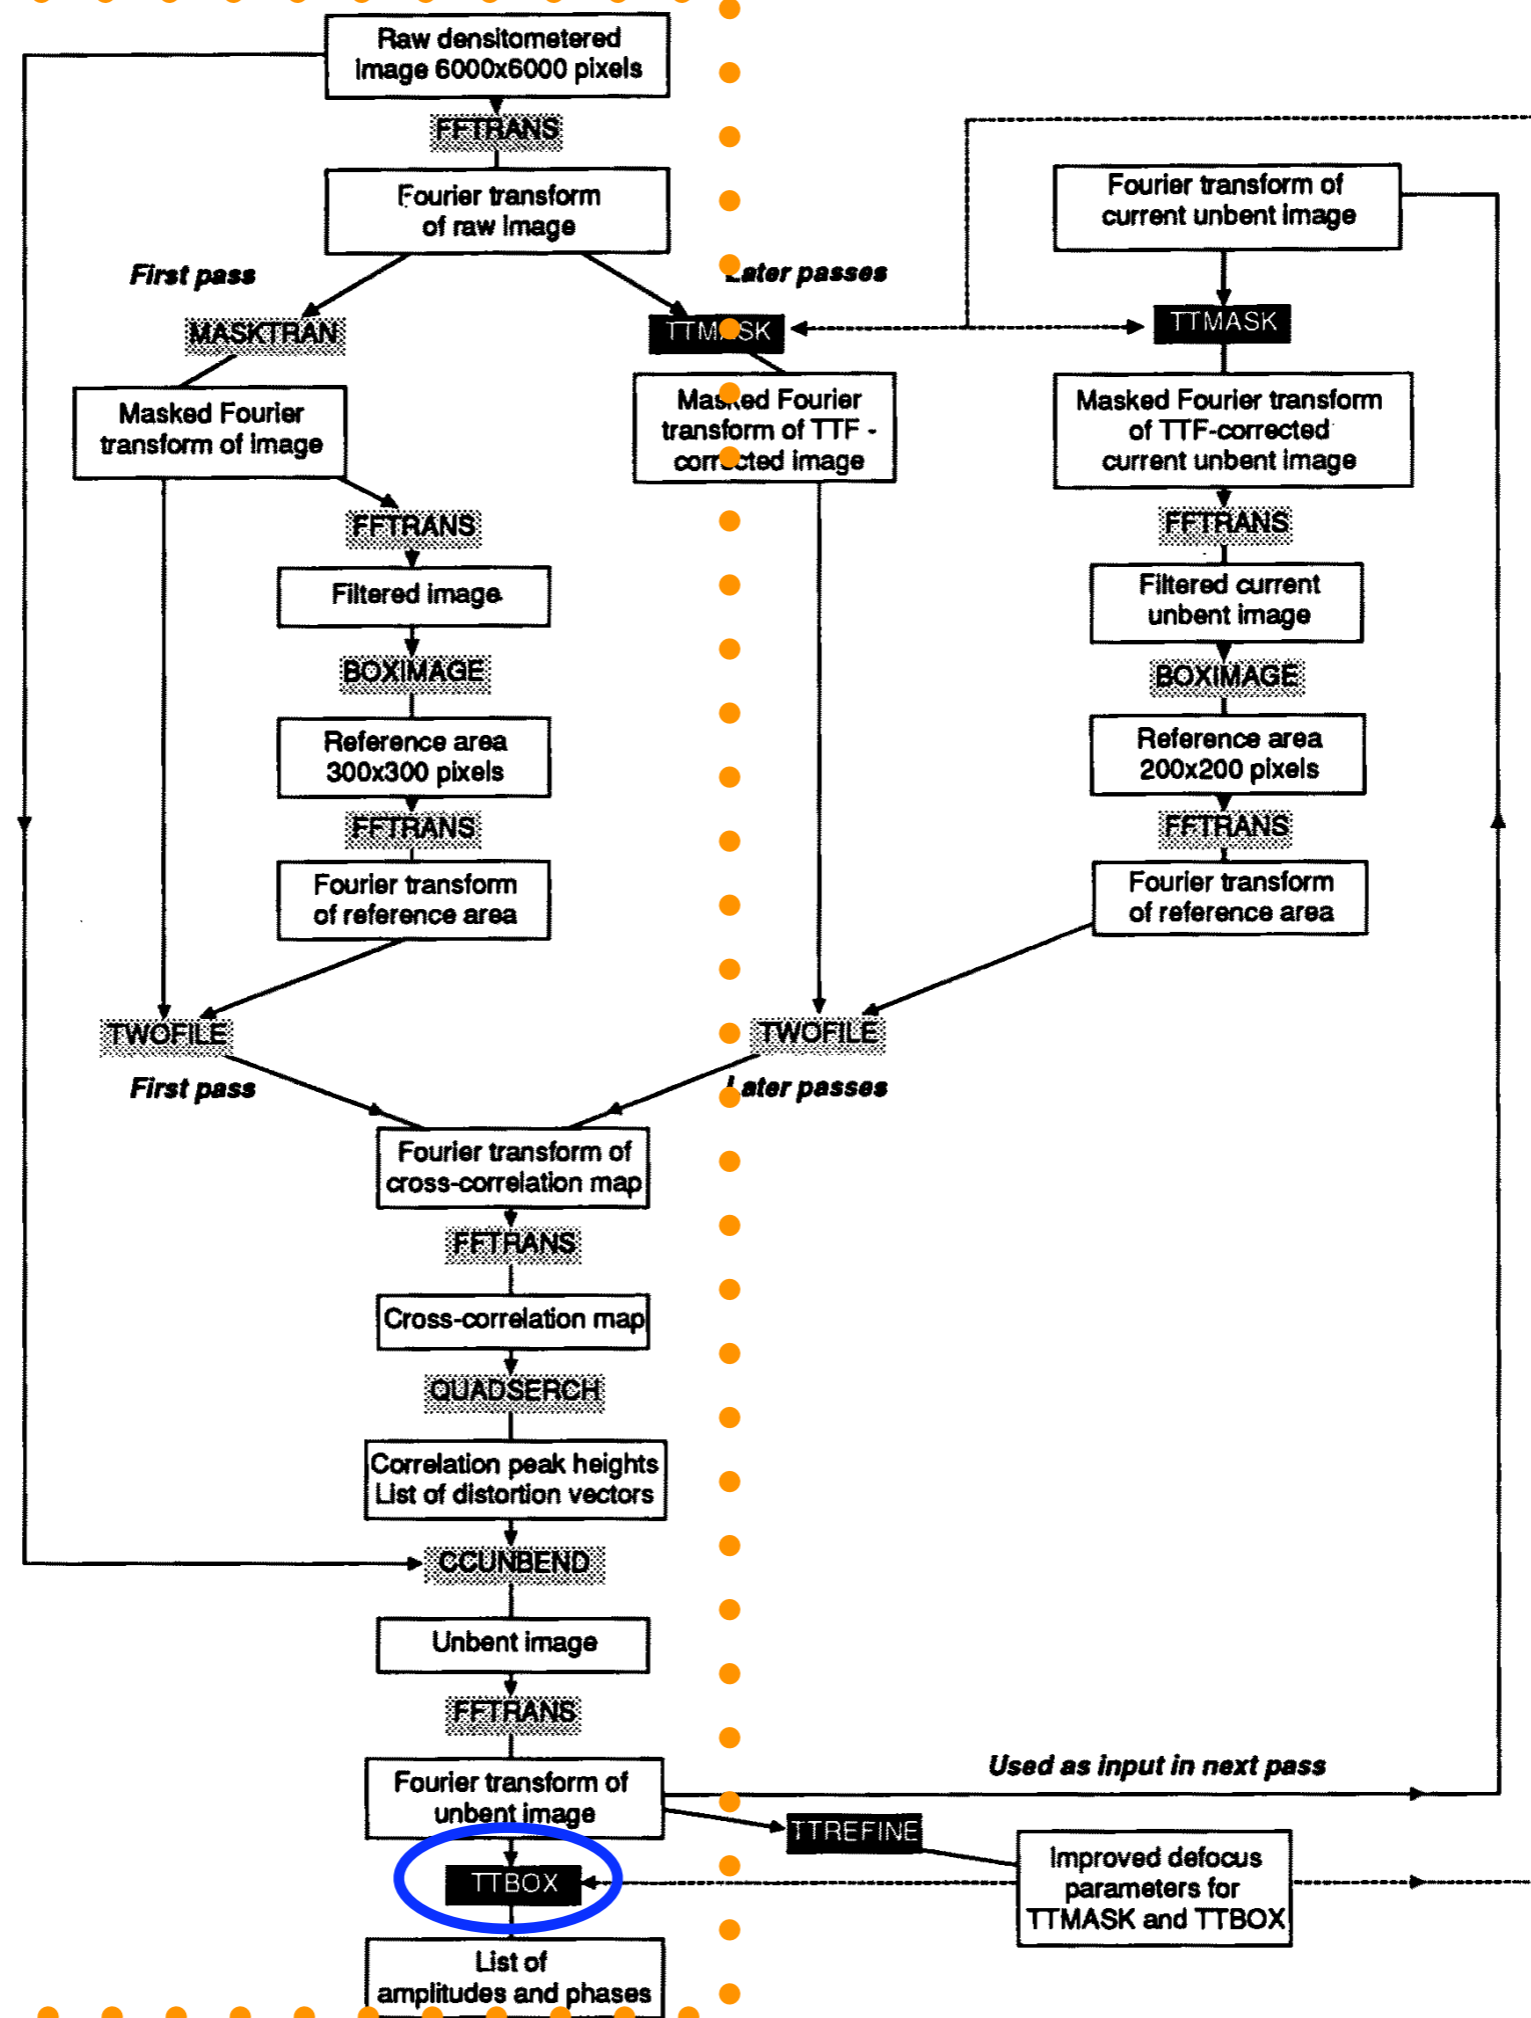 Raw densitometered
image 6000x6000 pixels
FFTRANS
Fourier transform
of raw image
First pass
Later passes
MASKTRAN
TTMASK
Masked Fourier
transform of image
Masked Fourier
transform of TTF -
corrected image
FFTRANS
Filtered image
BOXIMAGE
Reference area
300x300 pixels
FFTRANS
Fourier transform
of reference area
Fourier transform of
current unbent image
TTMASK
Masked Fourier transform
of TTF-corrected
current unbent image
FFTRANS
Filtered current
unbent image
BOXIMAGE
Reference area
200x200 pixels
FFTRANS
Fourier transform
of reference area
TWOFILE
TWOFILE
First pass
Later passes
Fourier transform of
cross-correlation map
FFTRANS
Cross-correlation map
QUADSERCH
Correlation peak heights
List of distortion vectors
CCUNBEND
Unbent image
FFTRANS
Fourier transform of
unbent image
Used as input in next pass
TTREFINE
Improved defocus
parameters for
TTMASK and TTBOX
TTBOX
List of
amplitudes and phases